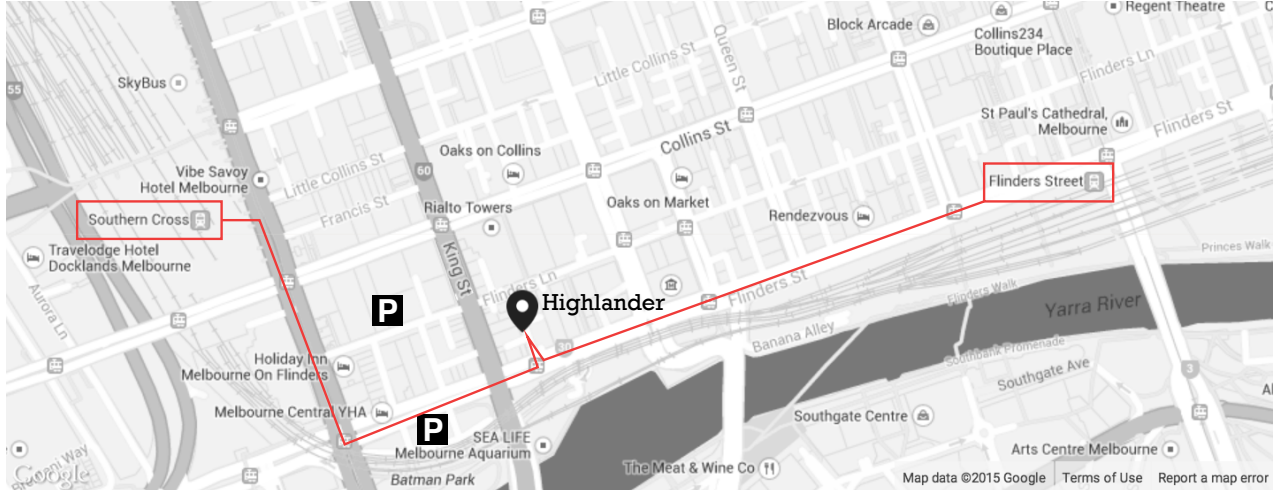 Regent Theatre
Block Arcade
Collins234
Boutique Place
Queen St
Little Collins St
Flinders Ln
SkyBus
55
Collins St
St Paul's Cathedral,
Melbourne
Flinders St
Vibe Savoy
Hotel Melbourne
Little Collins St
60
Oaks on Collins
Flinders Street
Southern Cross
Francis St
Rialto Towers
Oaks on Market
Rendezvous
Travelodge Hotel
Docklands Melbourne
King St
Princes Walk
Aurora Ln
Flinders Ln
Highlander
Flinders St
Flinders Walk
Yarra River
P
30
Banana Alley
Southbank Promenade
Holiday Inn
Melbourne On Flinders
Southgate Ave
3
Melbourne Central YHA
P
Southgate Centre
SEA LIFE
Melbourne Aquarium
Arts Centre Melbourne
The Meat & Wine Co
Batman Park
Google
Map data ©2015 Google
Terms of Use
Report a map error